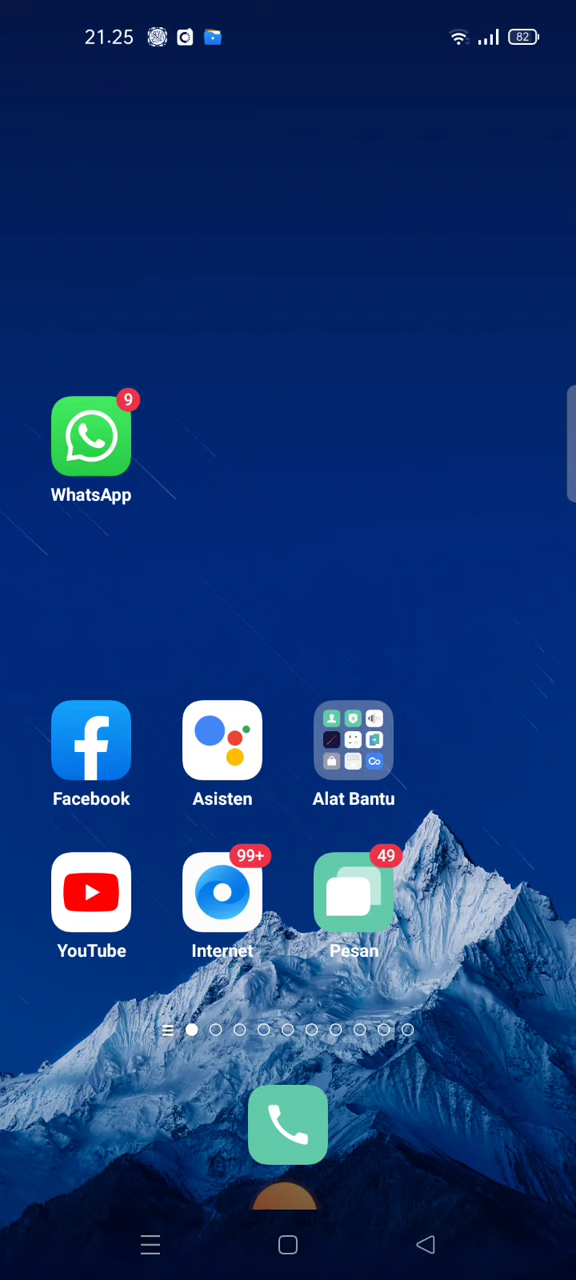 21.25
82
9
WhatsApp
Facebook
Asisten
Alat Bantu
99+
49
YouTube
Internet
Pesan